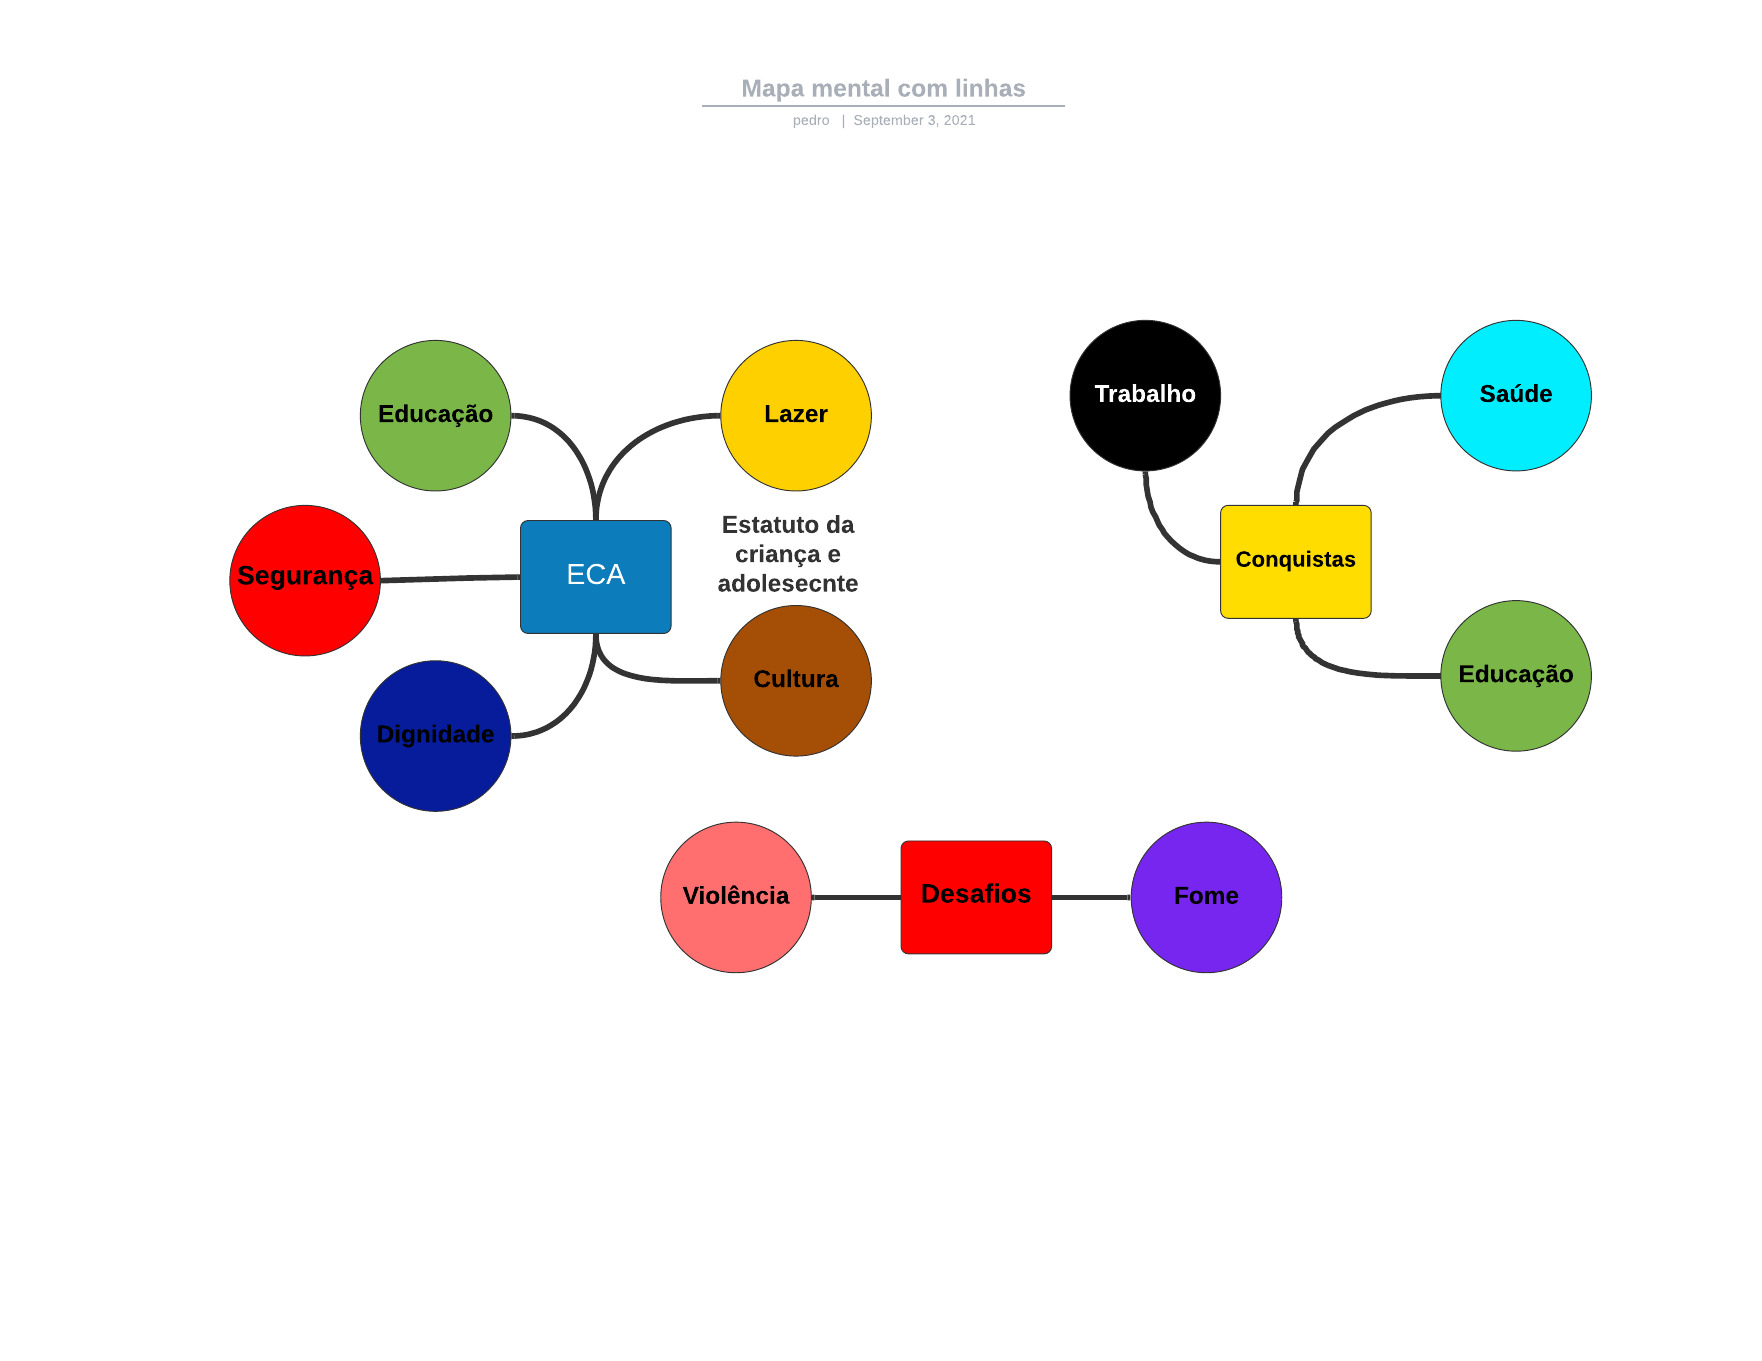 Mapa mental com linhas
pedro | September 3, 2021
Educação
Lazer
Segurança
ECA
Estatuto da
criança e
adolesecnte
Cultura
Dignidade
Trabalho
Saúde
Conquistas
Educação
Violência
Desafios
Fome